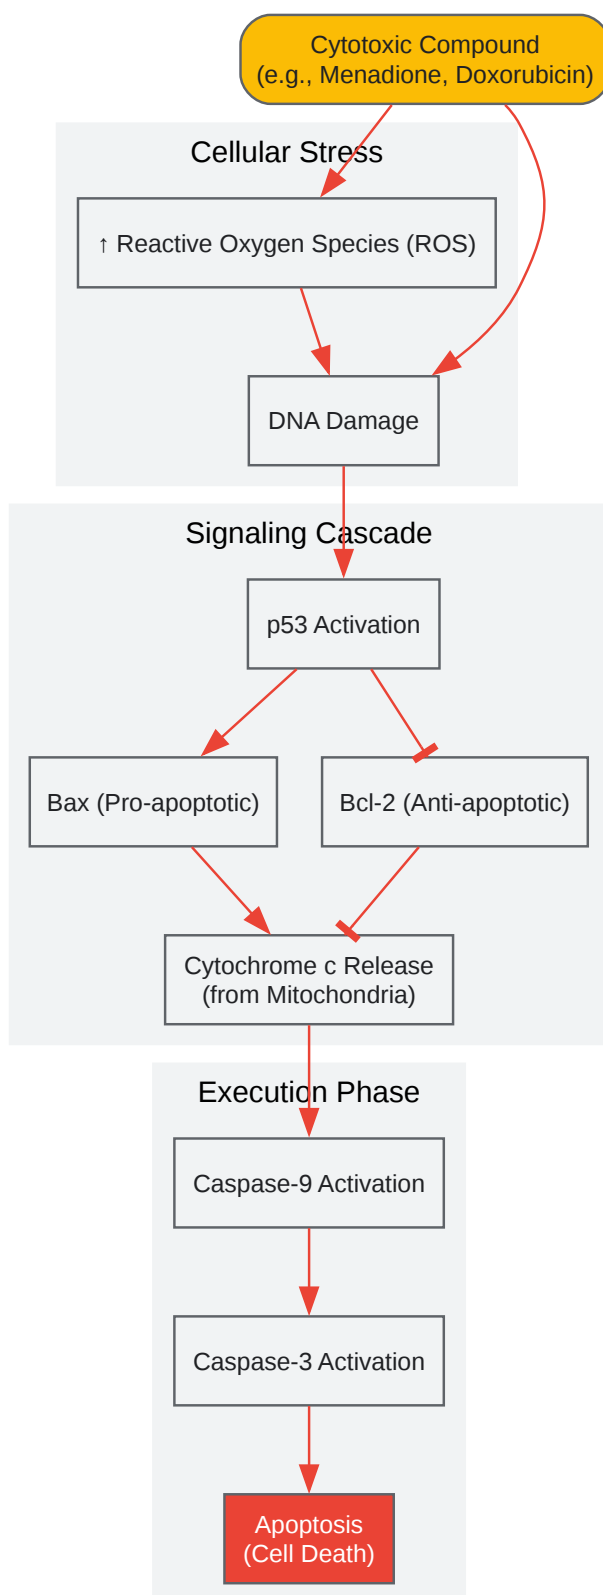 Cytotoxic Compound
(e.g., Menadione, Doxorubicin)
Cellular Stress
↑ Reactive Oxygen Species (ROS)
DNA Damage
Signaling Cascade
p53 Activation
Bax (Pro-apoptotic)
Bcl-2 (Anti-apoptotic)
Cytochrome c Release
(from Mitochondria)
Execution Phase
Caspase-9 Activation
Caspase-3 Activation
Apoptosis
(Cell Death)